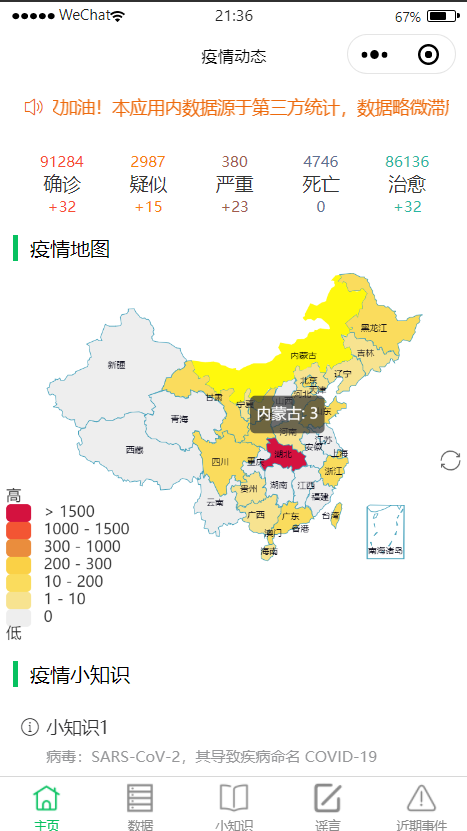 WeChat 21:36 67%
疫情动态
加油！本应用内数据源于第三方统计，数据略微滞后
91284 2987 380 4746 86136
确诊 疑似 严重 死亡 治愈
+32 +15 +23 0 +32
疫情地图
黑龙江
内蒙古 吉林
新疆 辽宁
北京
天津
甘肃 河北
宁夏 山西
内蒙古: 3
青海
河南
江苏
西藏 四川 重庆 湖北 安徽 上海
浙江
贵州 湖南 江西
云南 福建
广西 广东 台湾
澳门 香港
海南 南海诸岛
高
> 1500
1000 - 1500
300 - 1000
200 - 300
10 - 200
1 - 10
0
低
疫情小知识
小知识1
病毒：SARS-CoV-2，其导致疾病命名 COVID-19
主页 数据 小知识 谣言 近期事件